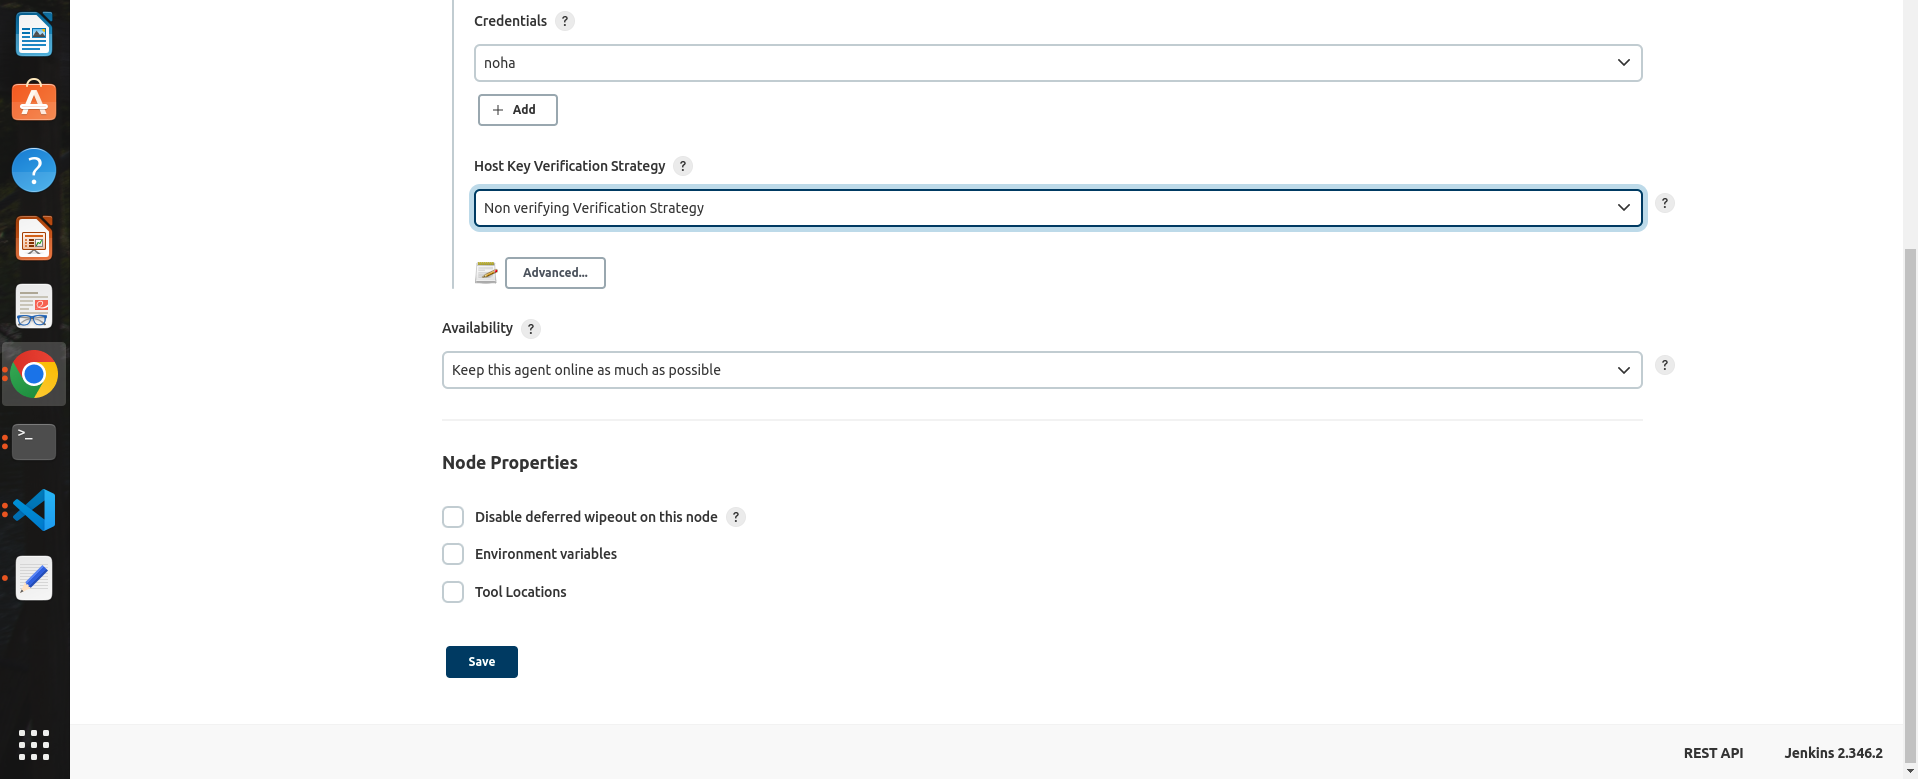 Credentials ?
noha
+ Add
Host Key Verification Strategy ?
Non verifying Verification Strategy
?
Advanced...
Availability ?
Keep this agent online as much as possible
?
Node Properties
Disable deferred wipeout on this node ?
Environment variables
Tool Locations
Save
REST API Jenkins 2.346.2